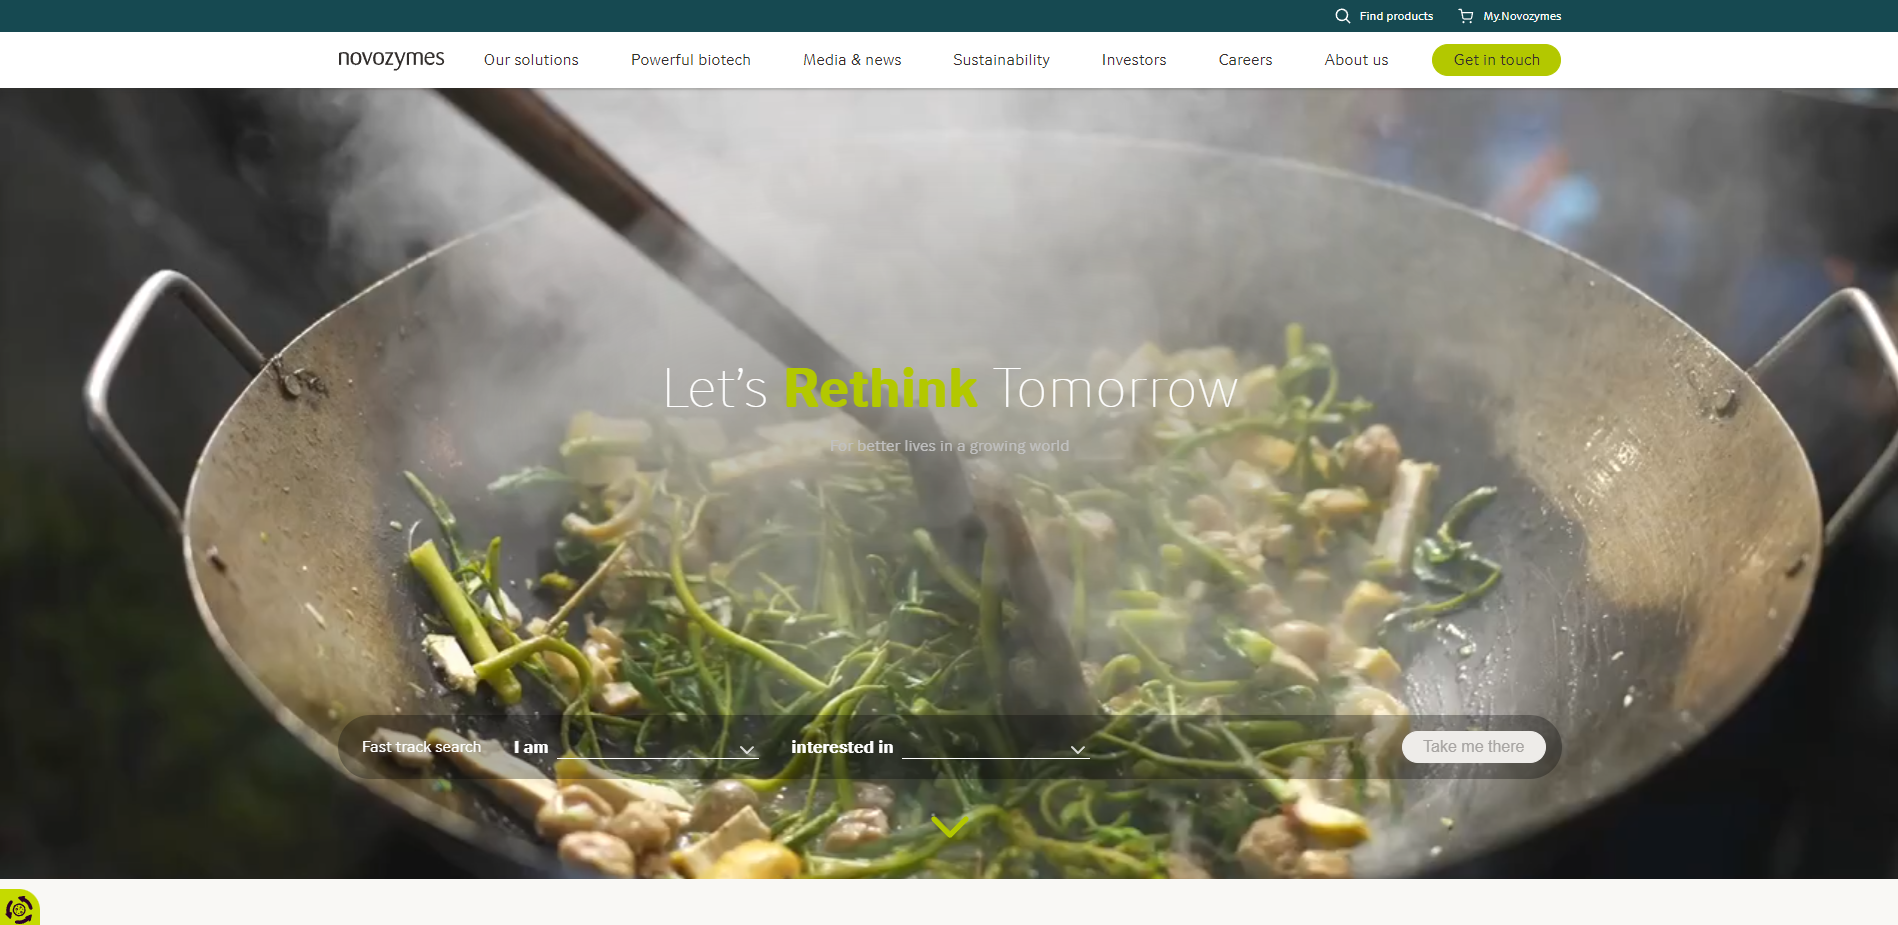 Find products
My.Novozymes
novozymes
Our solutions
Powerful biotech
Media & news
Sustainability
Investors
Careers
About us
Get in touch
Let's Rethink Tomorrow
For better lives in a growing world
Fast track search
I am
interested in
Take me there